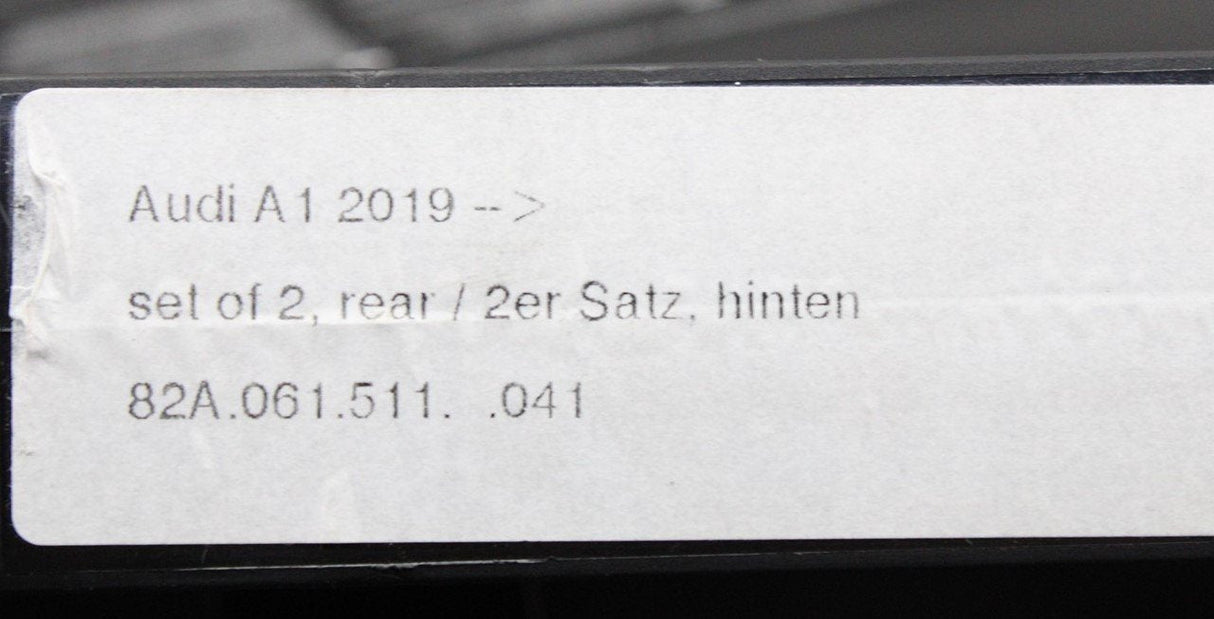 Audi A1 2019 -->
set of 2, rear / 2er Satz, hinten
82A.061.511. .041